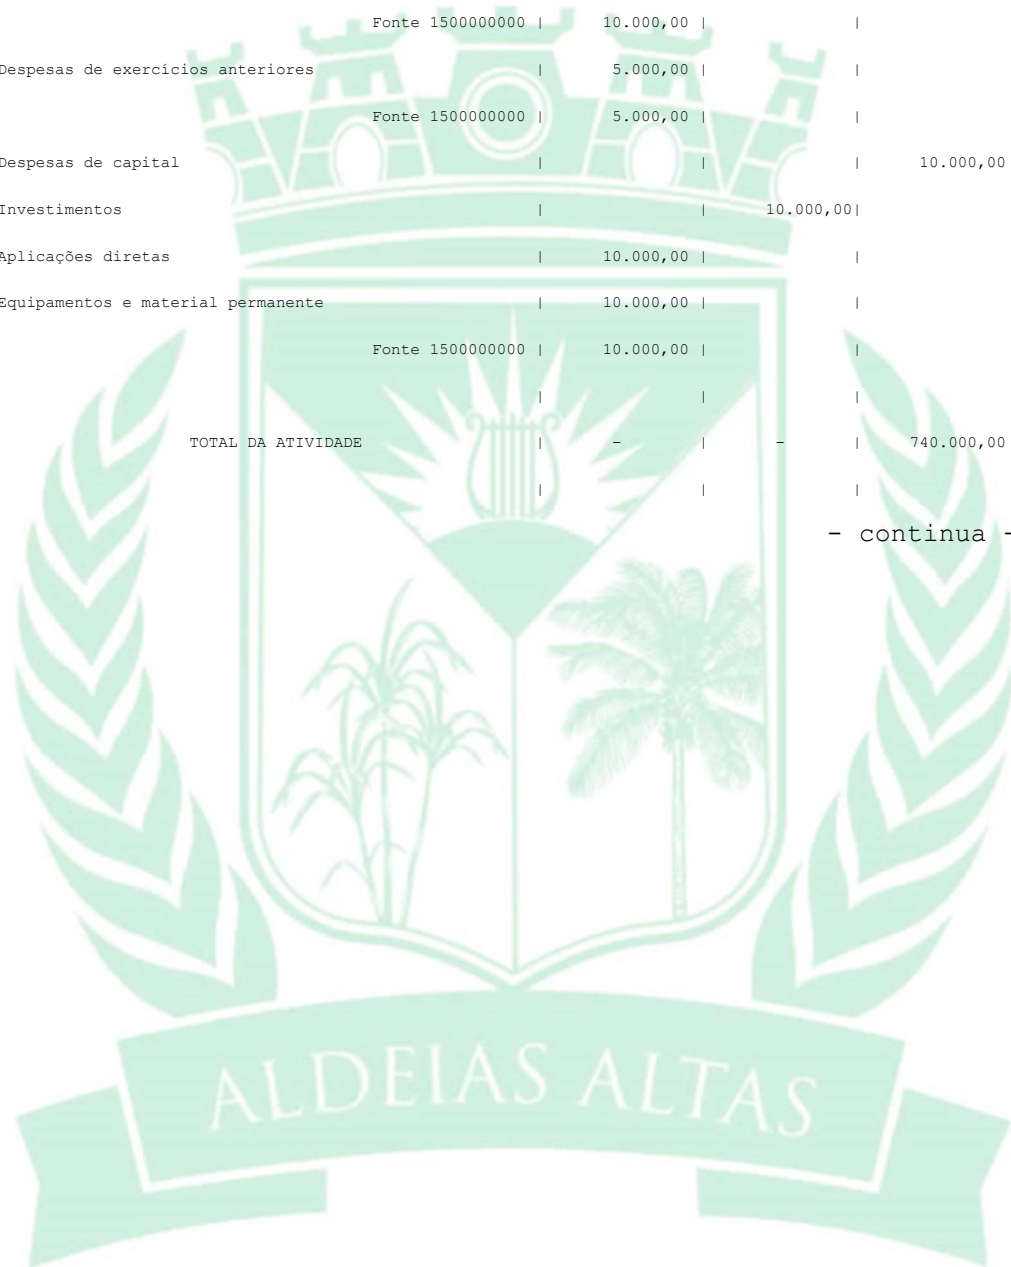 Fonte 1500000000 | 10.000,00 | |
Despesas de exercícios anteriores | 5.000,00 | |
Fonte 1500000000 | 5.000,00 | |
Despesas de capital | | | 10.000,00
Investimentos | | 10.000,00|
Aplicações diretas | 10.000,00 | |
Equipamentos e material permanente | 10.000,00 | |
Fonte 1500000000 | 10.000,00 | |
| | |
TOTAL DA ATIVIDADE | - | - | 740.000,00
| | |
- continua -
ALDEIAS ALTAS